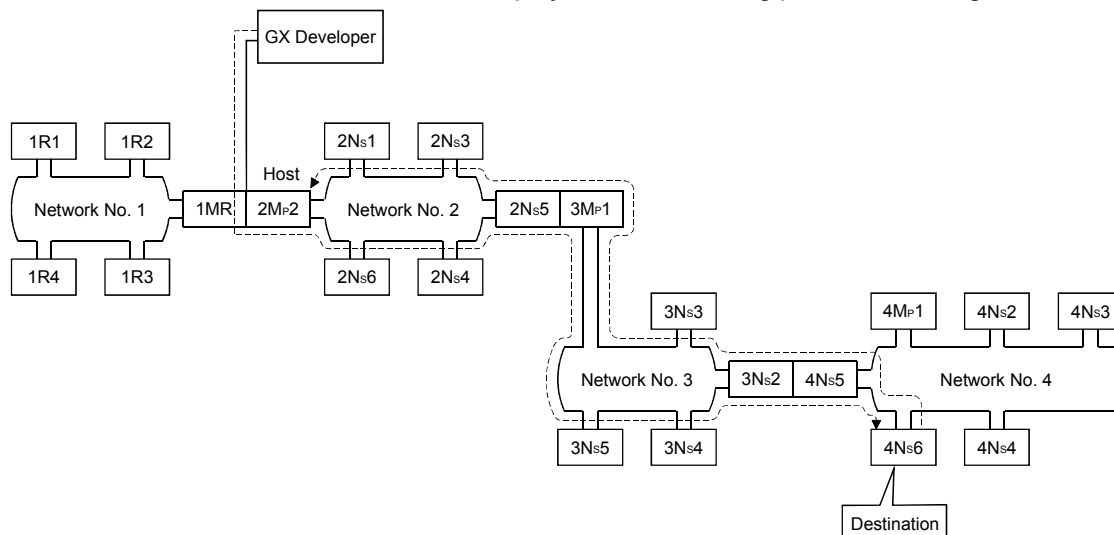 GX Developer
1R1 1R2 2Ns1 2Ns3
Host
Network No. 1 1MR 2MP2 Network No. 2 2Ns5 3MP1
1R4 1R3 2Ns6 2Ns4
3Ns3 4MP1 4Ns2 4Ns3
Network No. 3 3Ns2 4Ns5 Network No. 4
3Ns5 3Ns4 4Ns6 4Ns4
Destination